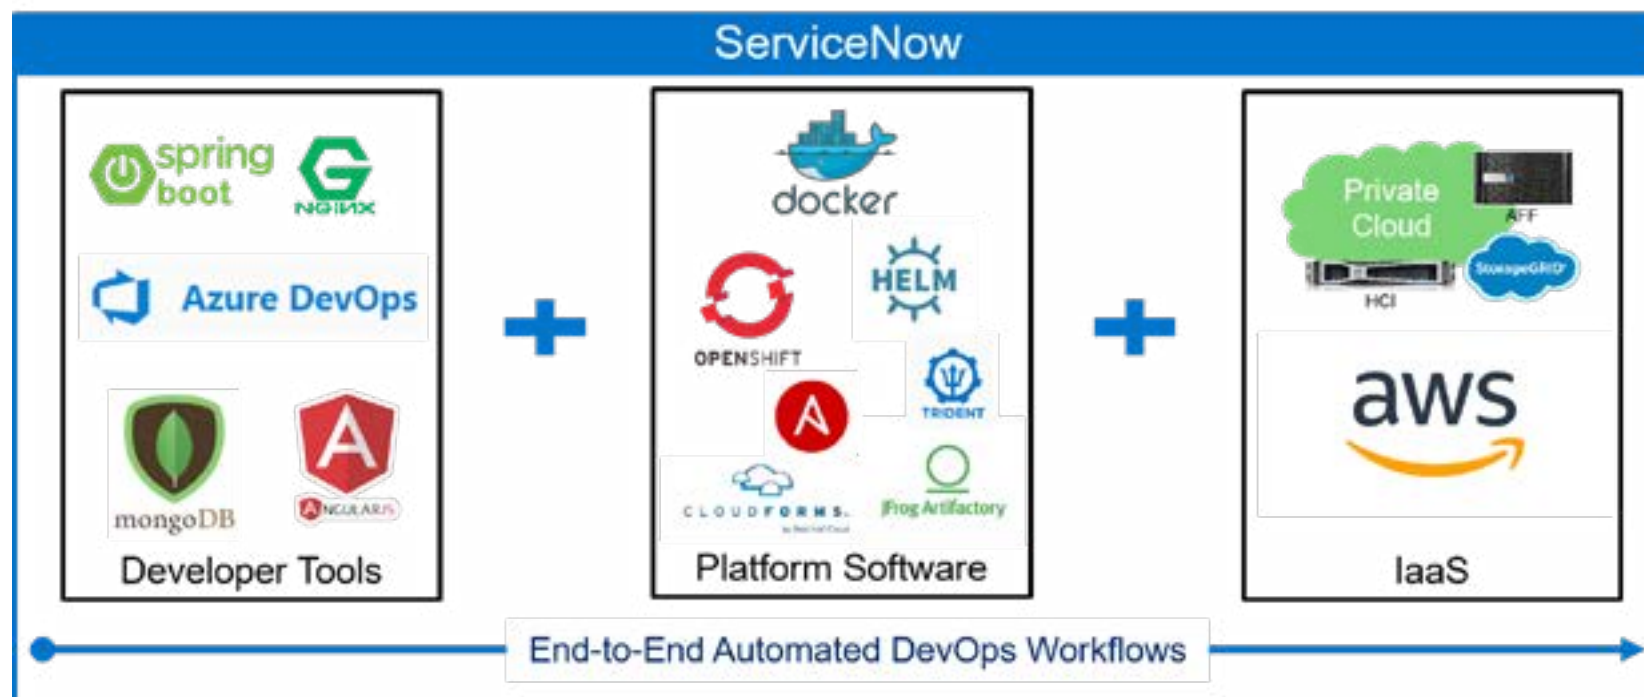 ServiceNow
spring
boot
NGINX
Azure DevOps
mongoDB
ANGULARJS
Developer Tools
docker
OPENSHIFT
HELM
TRIDENT
CLOUDFORMS.
JFrog Artifactory
Platform Software
Private
Cloud
AFF
StorageGRID
HCI
aws
IaaS
End-to-End Automated DevOps Workflows